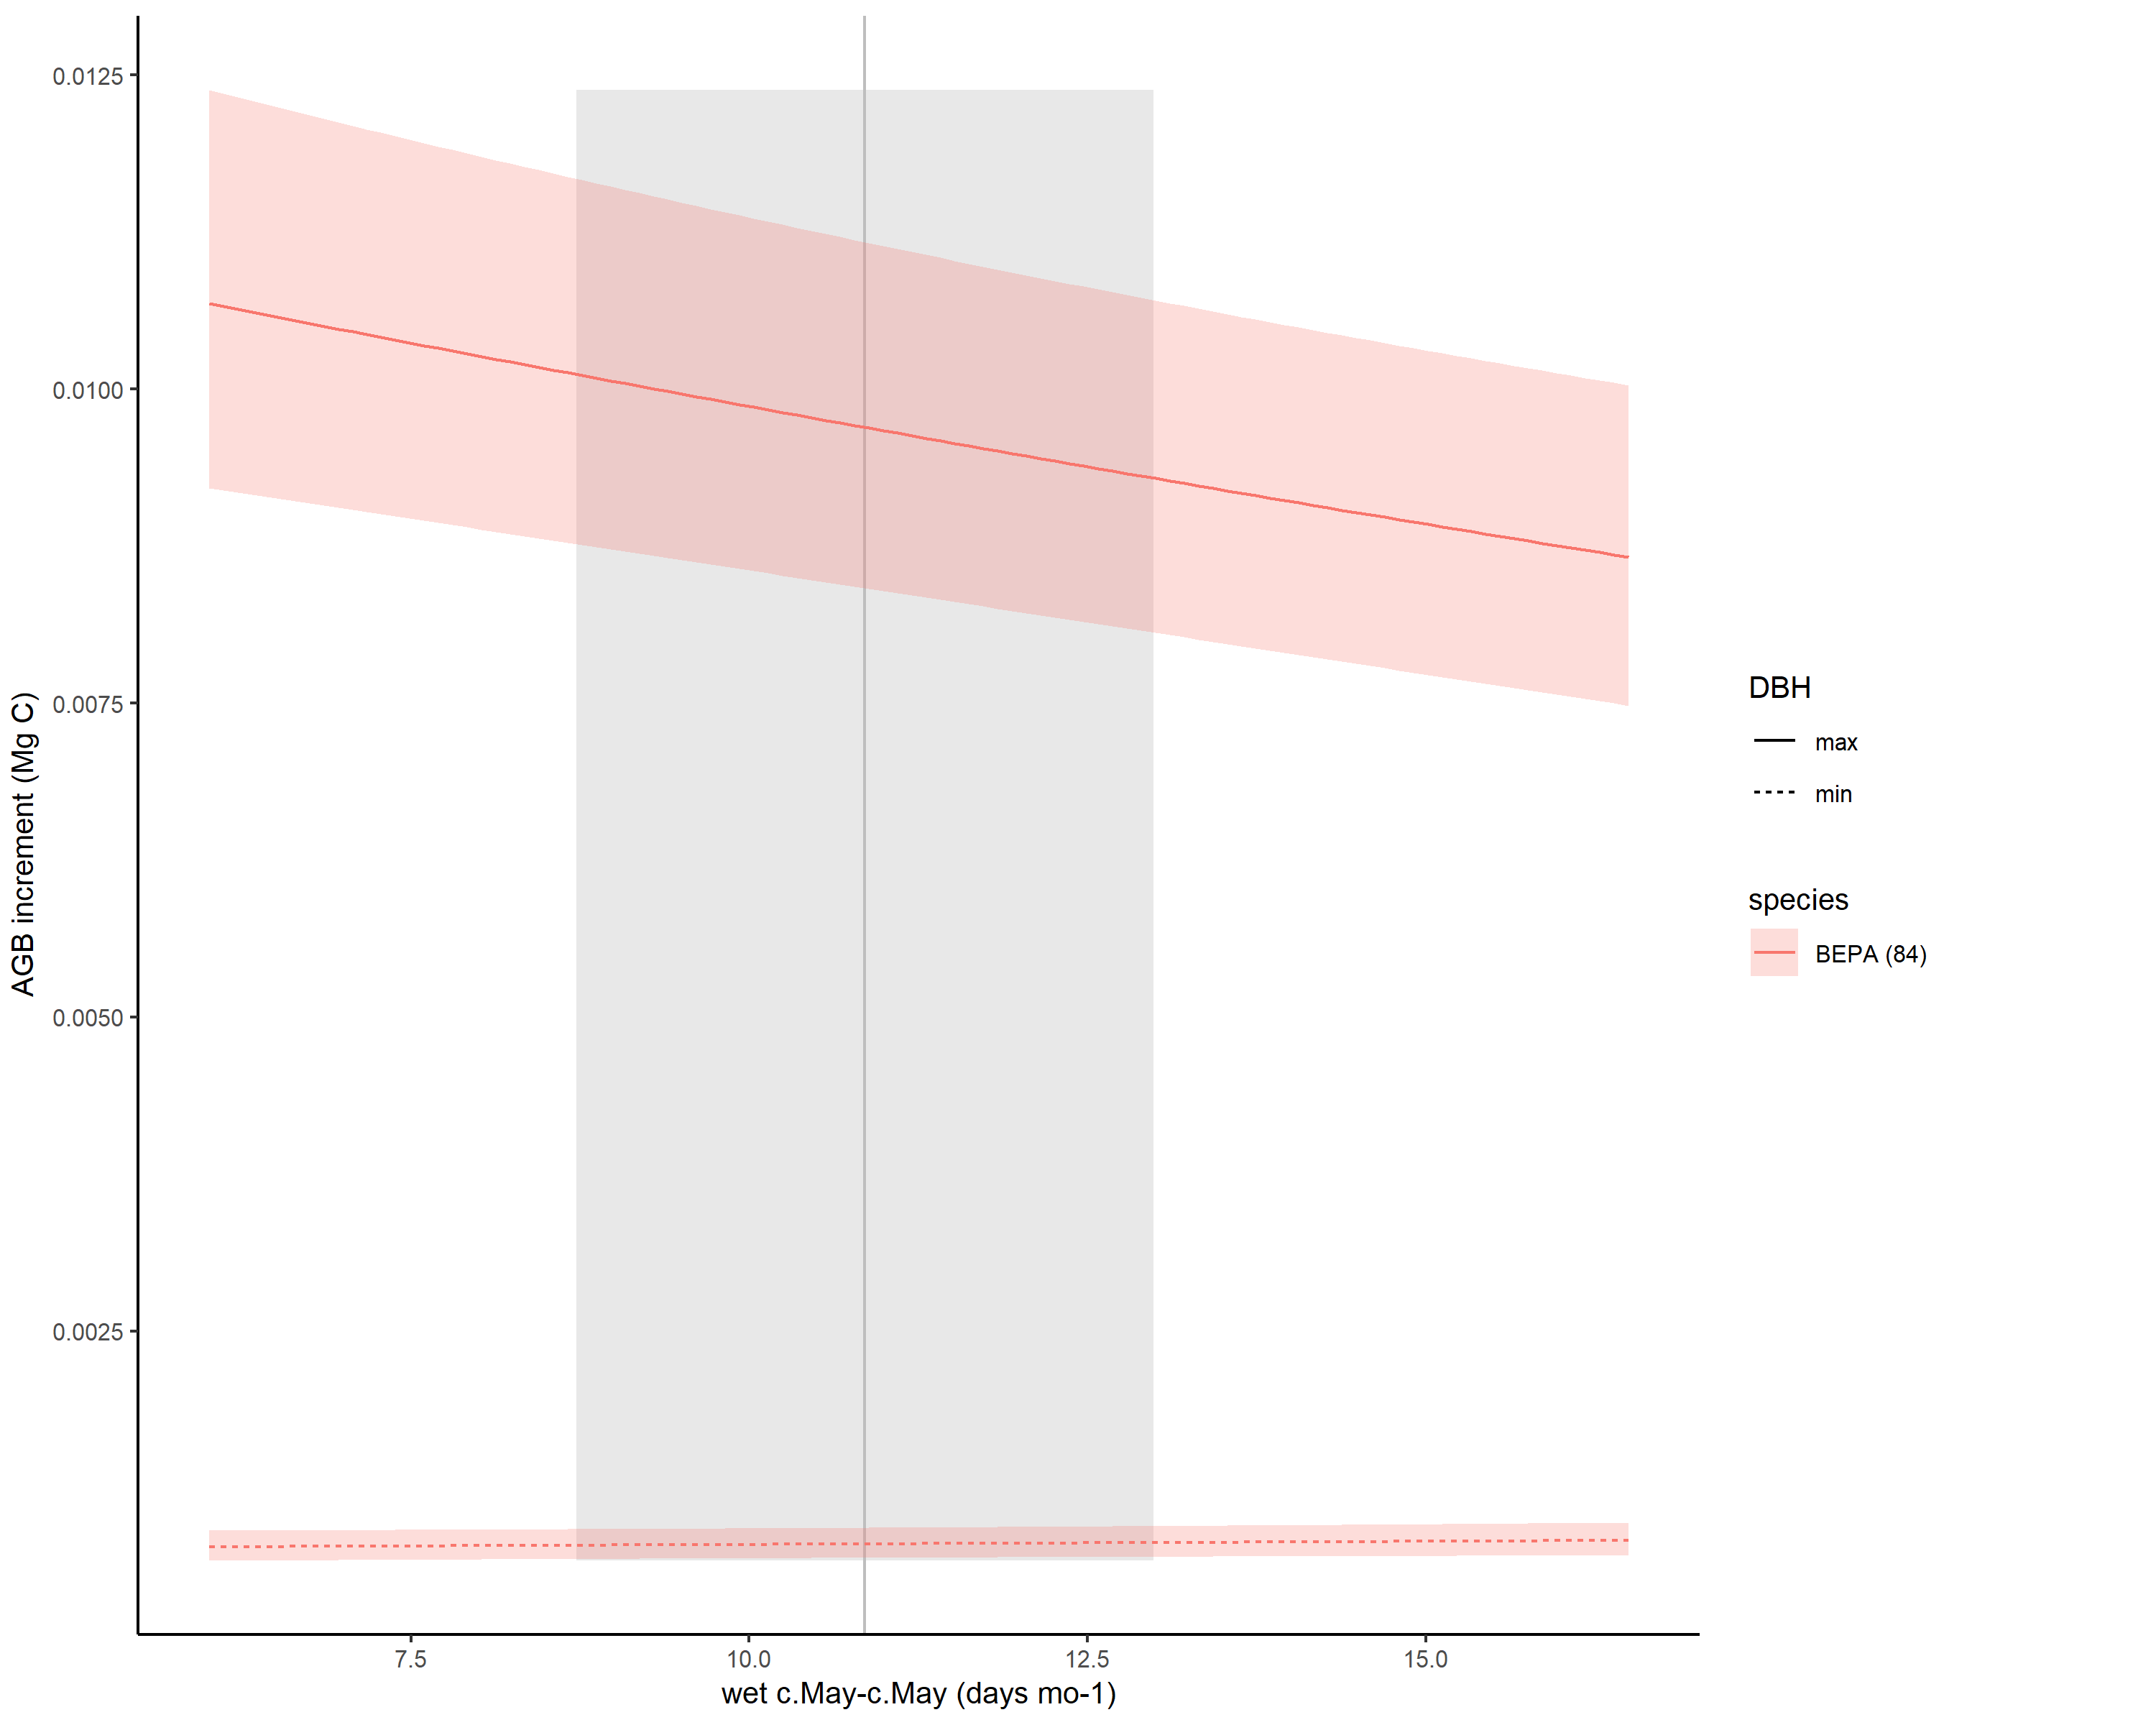 0.0125
0.0100
0.0075
0.0050
0.0025
AGB increment (Mg C)
7.5
10.0
12.5
15.0
wet c.May-c.May (days mo-1)
DBH
max
min
species
BEPA (84)